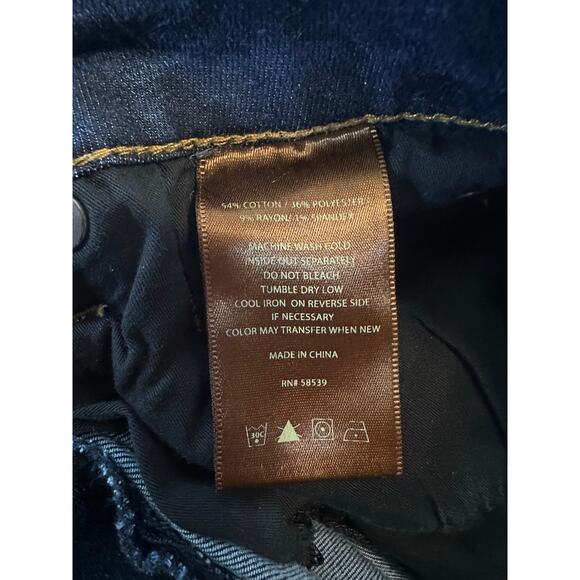 54% COTTON / 36% POLYESTER
9% RAYON/ 1% SPANDEX
MACHINE WASH COLD
INSIDE OUT SEPARATELY
DO NOT BLEACH
TUMBLE DRY LOW
COOL IRON ON REVERSE SIDE
IF NECESSARY
COLOR MAY TRANSFER WHEN NEW
MADE IN CHINA
RN# 58539
30C